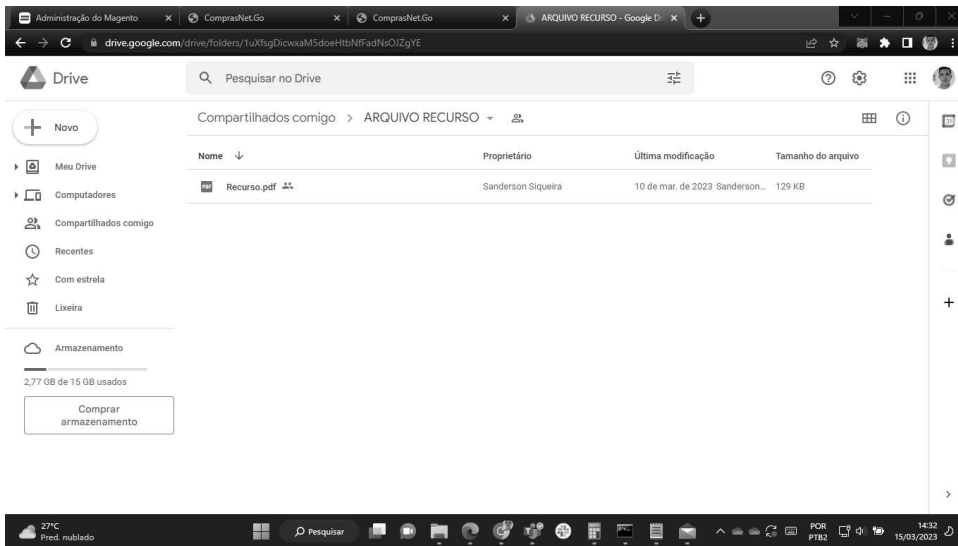 Administração do Magento
ComprasNet.Go
ComprasNet.Go
ARQUIVO RECURSO - Google Dr
drive.google.com/drive/folders/1uXfsgDicwxaM5doeHtbNfFadNsOJZgYE
Drive
Pesquisar no Drive
Novo
Compartilhados comigo > ARQUIVO RECURSO
Nome
Proprietário
Última modificação
Tamanho do arquivo
Recurso.pdf
Sanderson Siqueira
10 de mar. de 2023 Sanderson...
129 KB
Meu Drive
Computadores
Compartilhados comigo
Recentes
Com estrela
Lixeira
Armazenamento
2,77 GB de 15 GB usados
Comprar
armazenamento
27°C
Pred. nublado
Pesquisar
POR
PTB2
14:32
15/03/2023